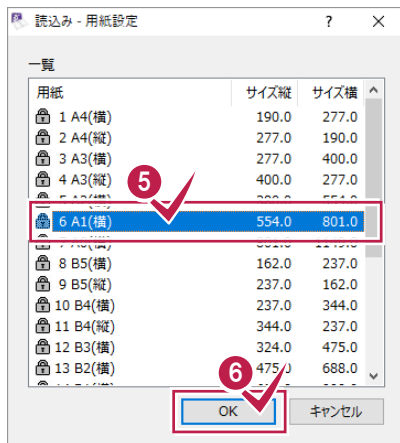 読込み - 用紙設定 ? ×
一覧
用紙 サイズ縦 サイズ横
1 A4(横) 190.0 277.0
2 A4(縦) 277.0 190.0
3 A3(横) 277.0 400.0
4 A3(縦) 400.0 277.0
5
6 A1(横) 554.0 801.0
8 B5(横) 162.0 237.0
9 B5(縦) 237.0 162.0
10 B4(横) 237.0 344.0
11 B4(縦) 344.0 237.0
12 B3(横) 324.0 475.0
13 B2(横) 475.0 688.0
6
OK キャンセル